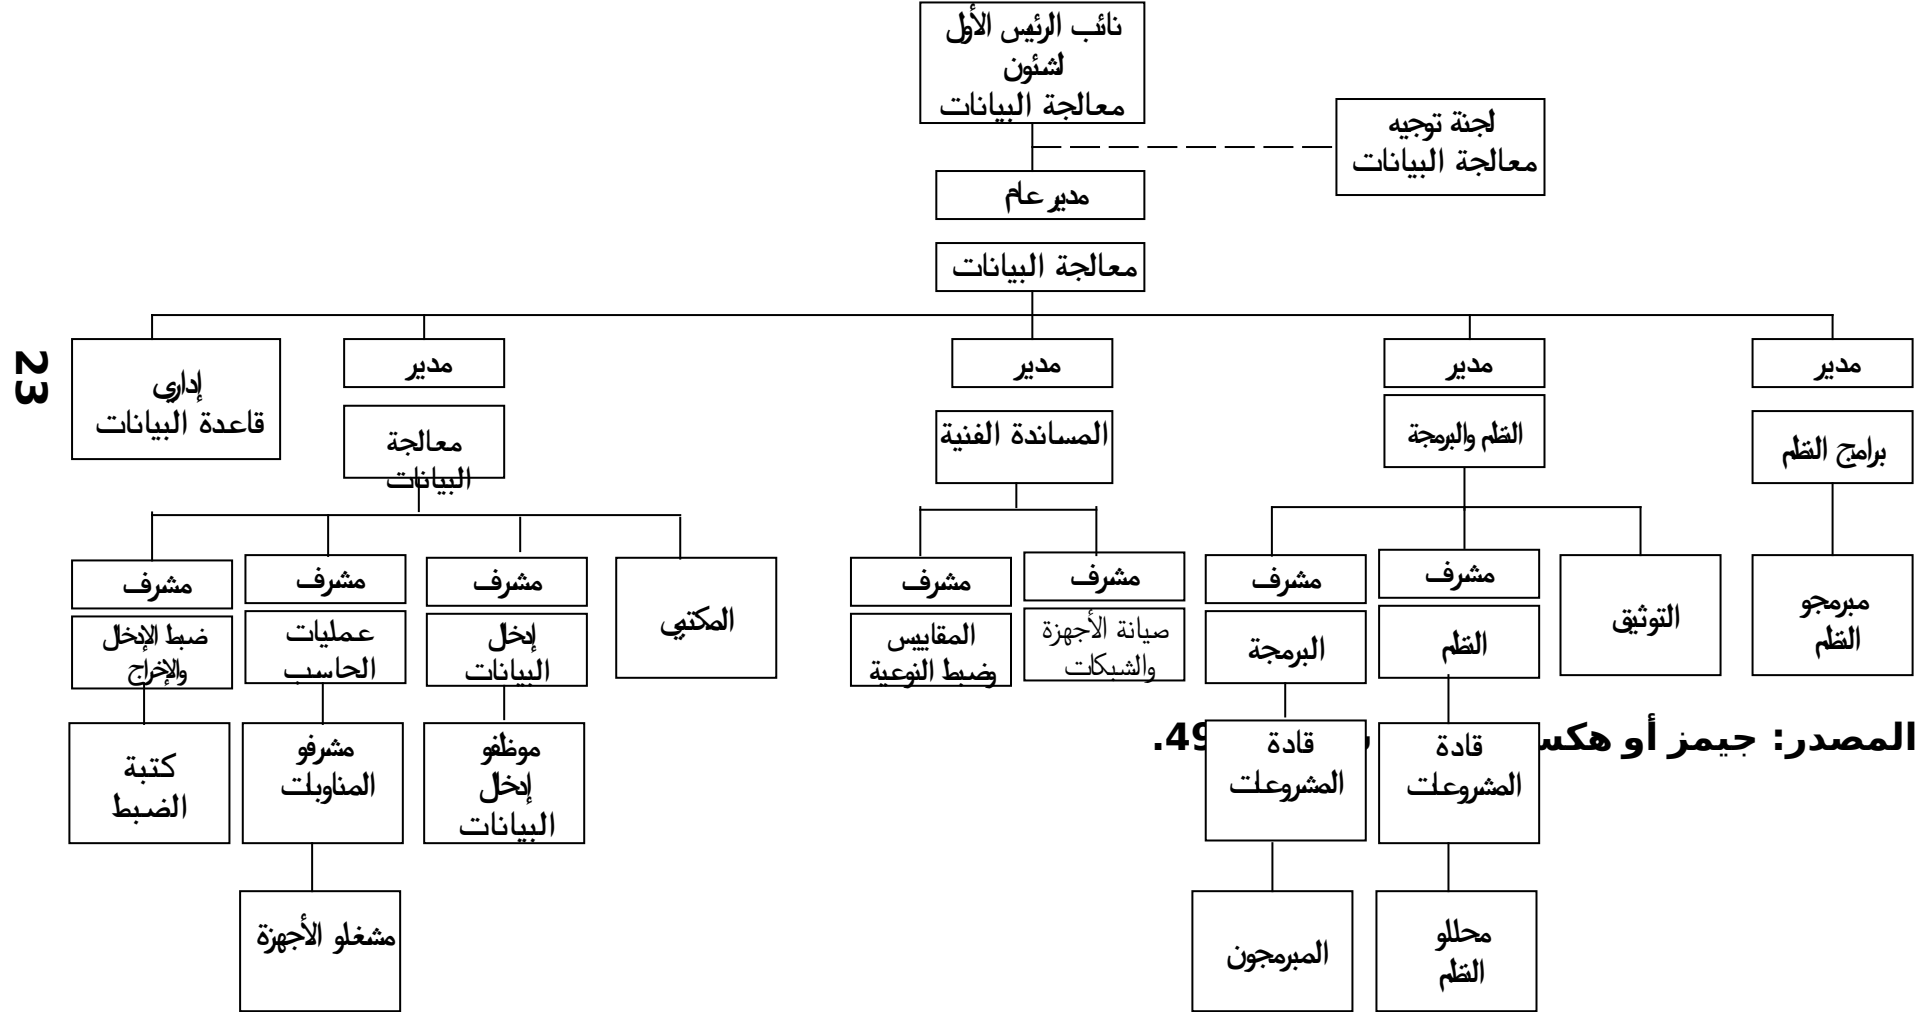 نائب الرئيس الأول
لشئون
معالجة البيانات
لجنة توجيه
معالجة البيانات
مدير عام
معالجة البيانات
مدير
برامج النظم
مبرمجو
النظم
مدير
النظم والبرمجة
التوثيق
مشرف
النظم
قادة
المشروعات
محللو
النظم
مشرف
البرمجة
قادة
المشروعات
المبرمجون
مدير
المساندة الفنية
مشرف
صيانة الأجهزة
والشبكات
مشرف
المقاييس
وضبط النوعية
مدير
معالجة
البيانات
المكتبي
مشرف
إدخال
البيانات
موظفو
إدخال
البيانات
مشرف
عمليات
الحاسب
مشرفو
المناوبات
مشغلو الأجهزة
مشرف
ضبط الإدخال
والإخراج
كتبة
الضبط
إداري
قاعدة البيانات
المصدر: جيمز أو
23